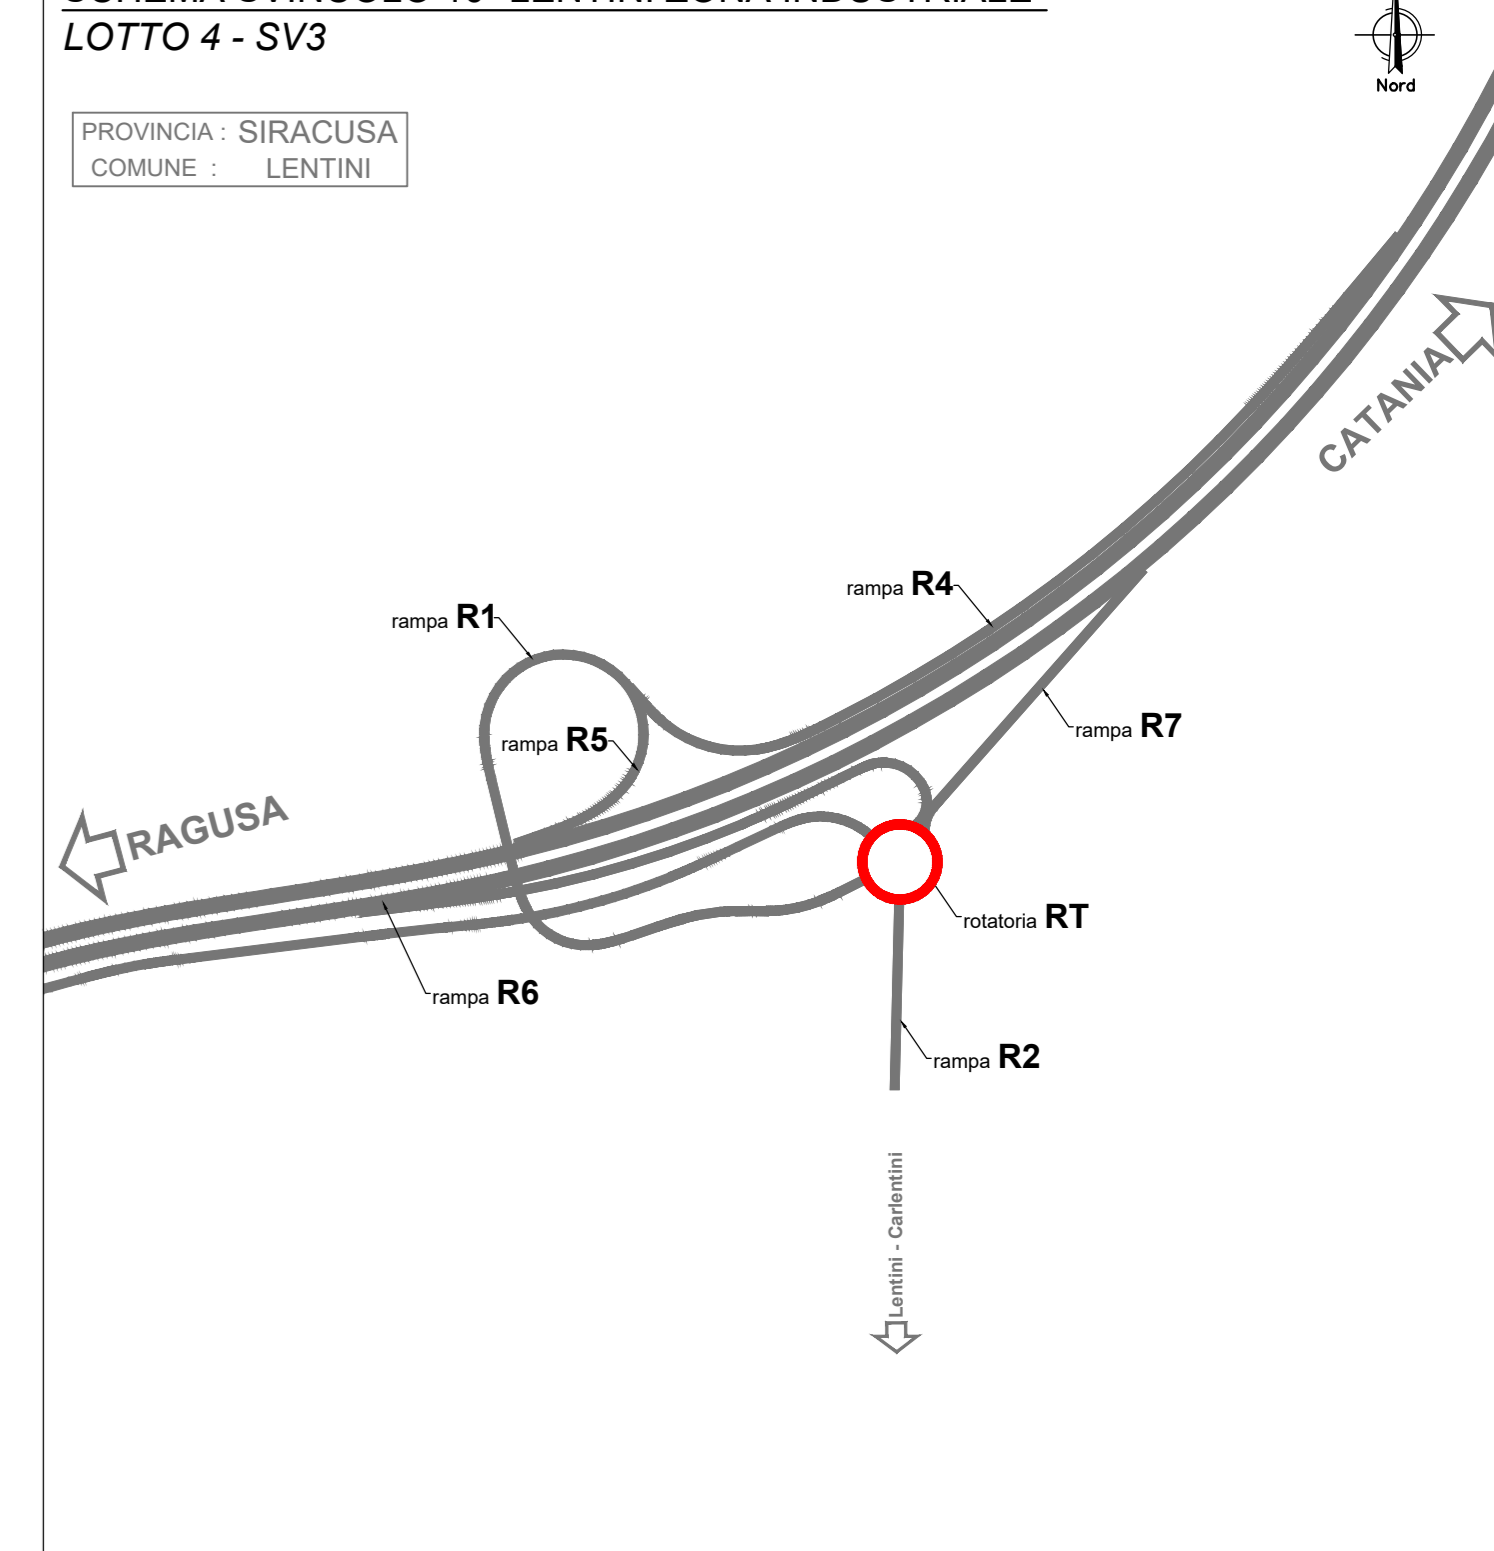 LOTTO 4 - SV3
Nord
PROVINCIA : SIRACUSA
COMUNE : LENTINI
CATANIA
rampa R4
rampa R1
rampa R7
rampa R5
RAGUSA
rotatoria RT
rampa R6
rampa R2
Lentini - Carlentini